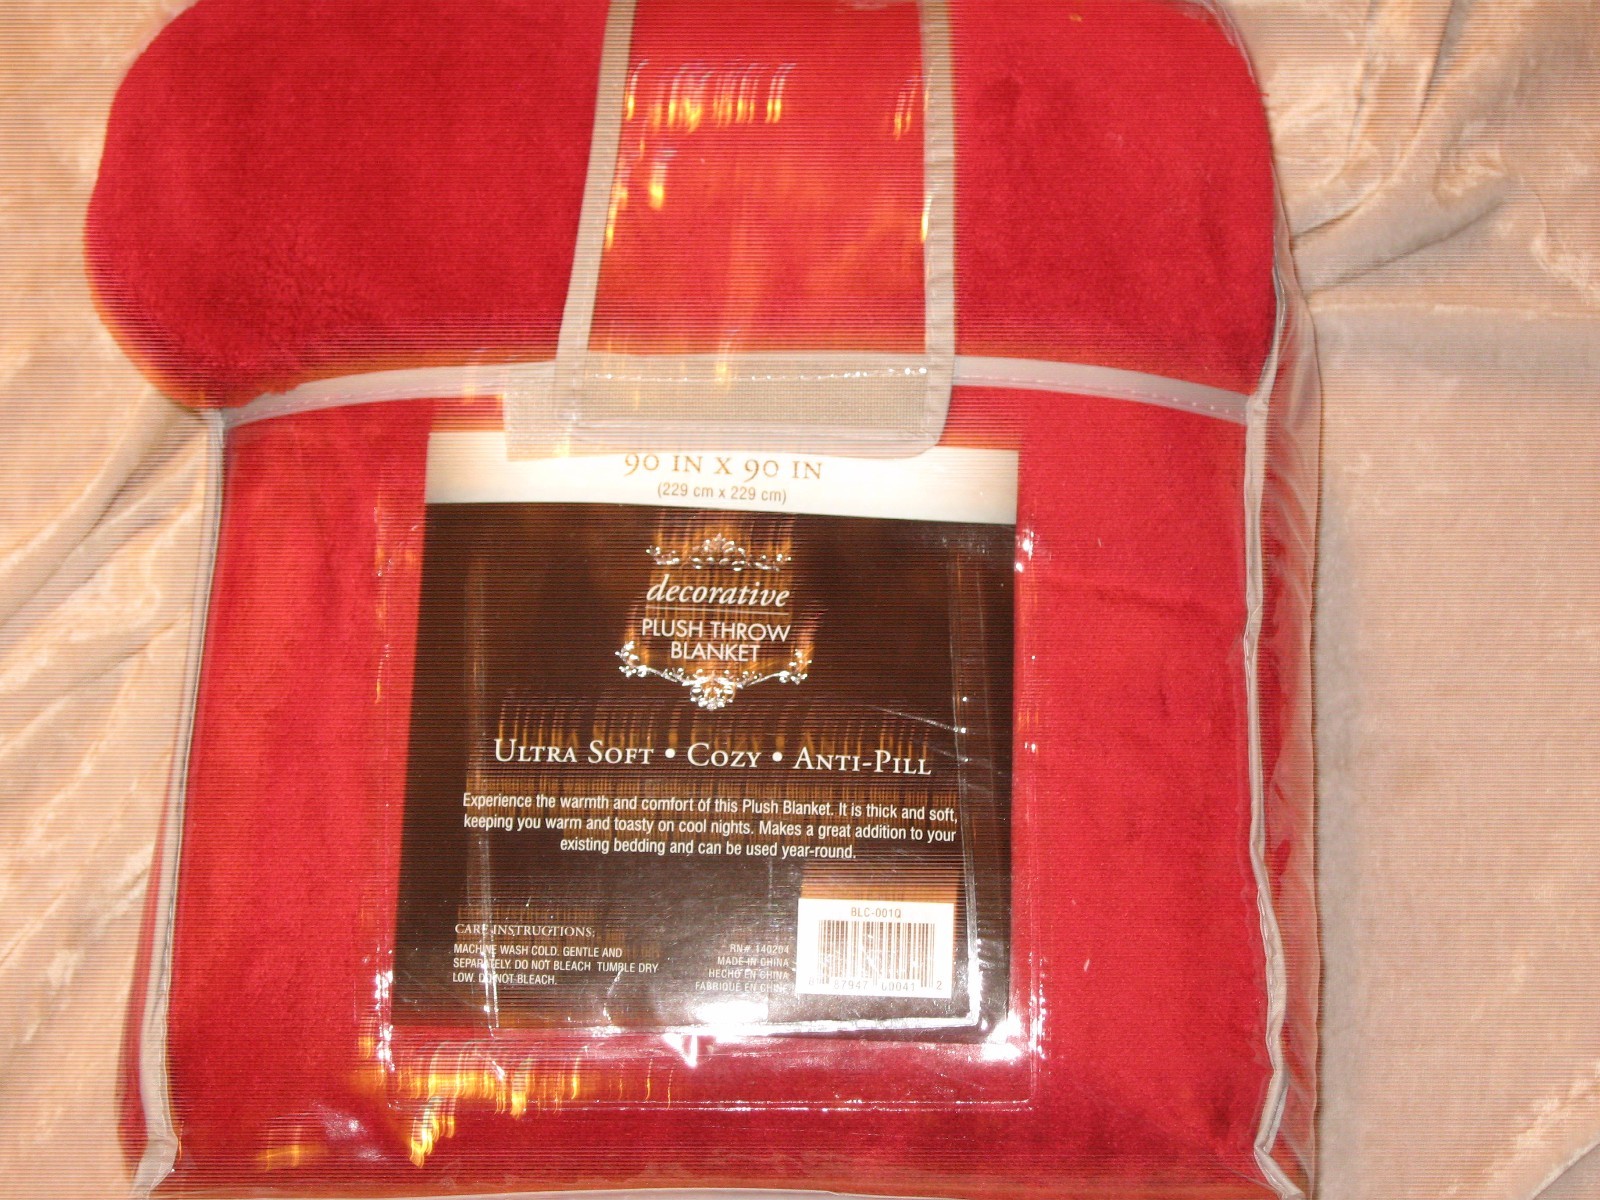 90 IN X 90 IN
(229 cm x 229 cm)
decorative
PLUSH THROW
BLANKET
ULTRA SOFT • COZY • ANTI-PILL
Experience the warmth and comfort of this Plush Blanket. It is thick and soft,
keeping you warm and toasty on cool nights. Makes a great addition to your
existing bedding and can be used year-round.
CARE INSTRUCTIONS:
MACHINE WASH COLD. GENTLE AND
SEPARATELY. DO NOT BLEACH TUMBLE DRY
LOW. DO NOT BLEACH.
RN# 140204
MADE IN CHINA
HECHO EN CHINA
FABRIQUE EN CHINE
BLC-001Q
60041 2